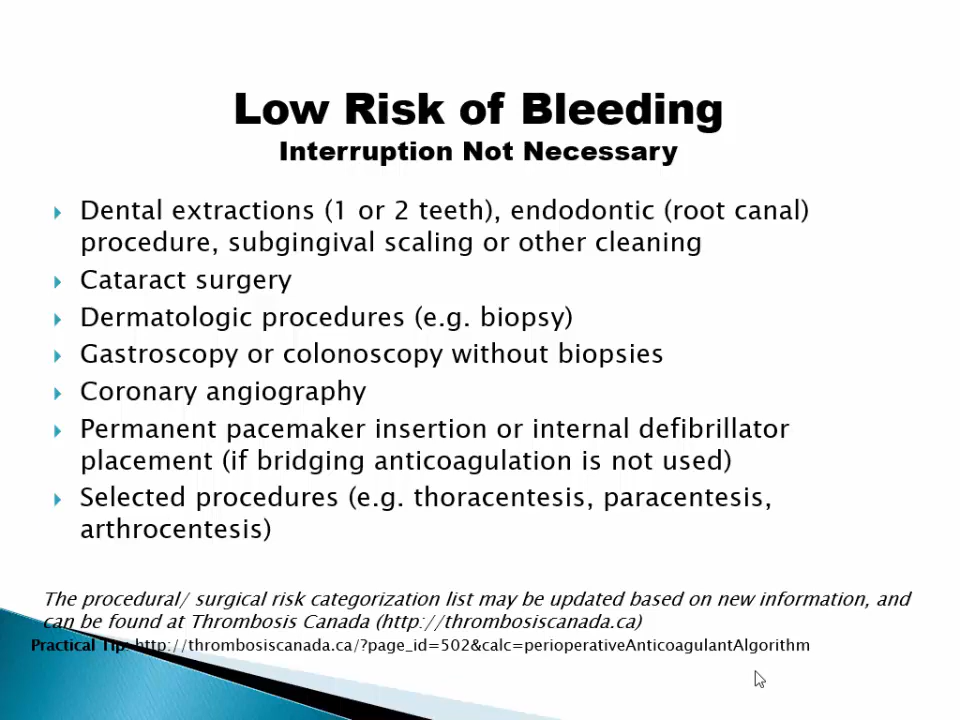 Low Risk of Bleeding
Interruption Not Necessary
Dental extractions (1 or 2 teeth), endodontic (root canal)
procedure, subgingival scaling or other cleaning
Cataract surgery
Dermatologic procedures (e.g. biopsy)
Gastroscopy or colonoscopy without biopsies
Coronary angiography
Permanent pacemaker insertion or internal defibrillator
placement (if bridging anticoagulation is not used)
Selected procedures (e.g. thoracentesis, paracentesis,
arthrocentesis)
The procedural/ surgical risk categorization list may be updated based on new information, and
can be found at Thrombosis Canada (http://thrombosiscanada.ca)
Practical Tip: http://thrombosiscanada.ca/?page_id=502&calc=perioperativeAnticoagulantAlgorithm